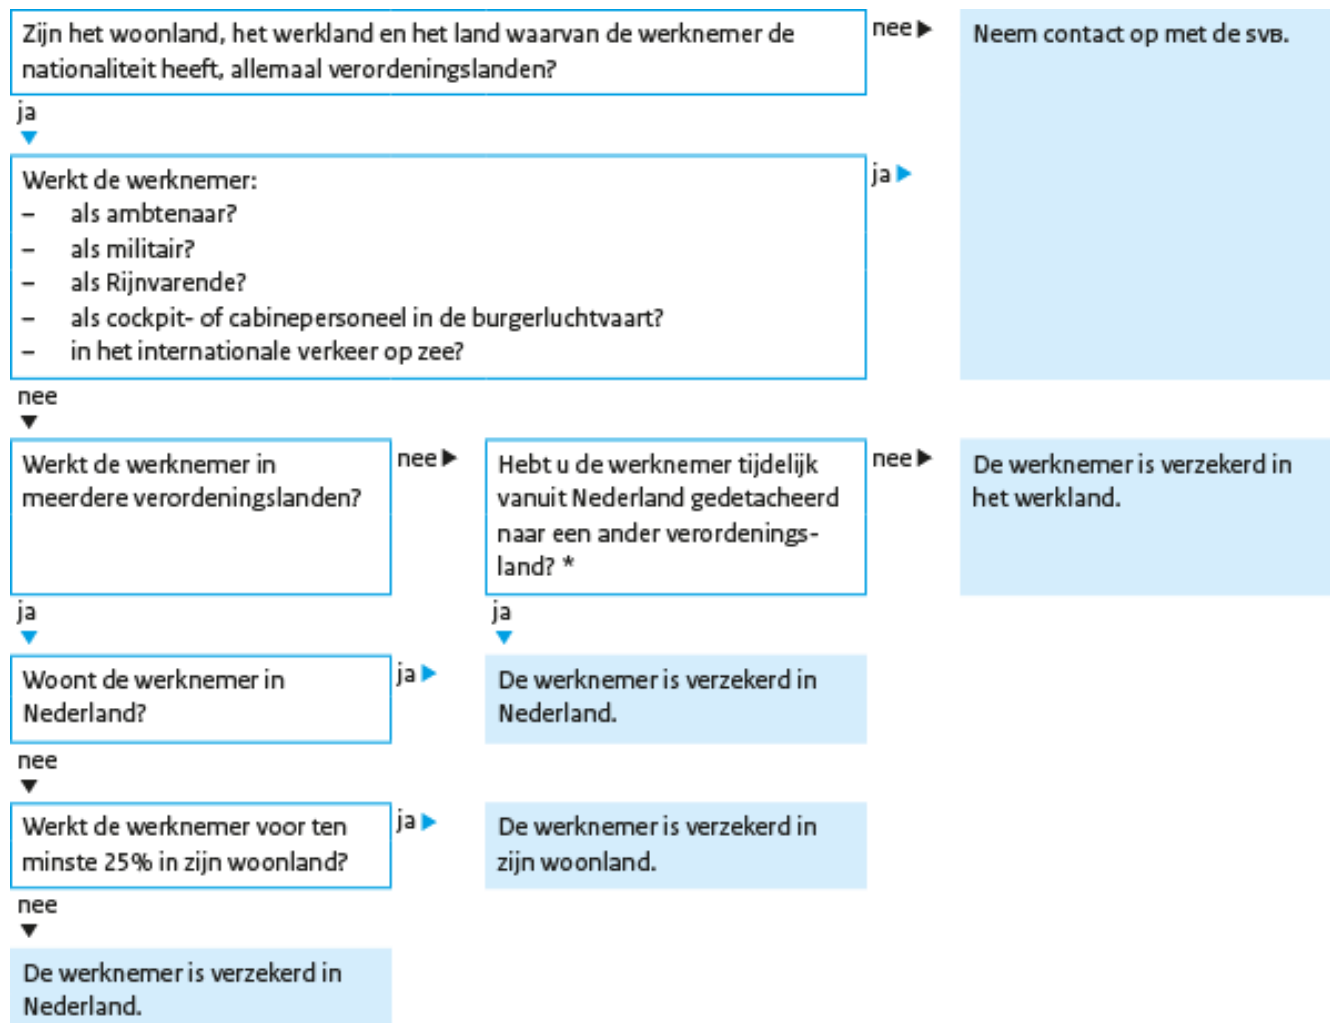 Zijn het woonland, het werkland en het land waarvan de werknemer de
nationaliteit heeft, allemaal verordeningslanden?
nee
Neem contact op met de SVB.
ja
Werkt de werknemer:
– als ambtenaar?
– als militair?
– als Rijnvarende?
– als cockpit- of cabinepersoneel in de burgerluchtvaart?
– in het internationale verkeer op zee?
ja
nee
Werkt de werknemer in
meerdere verordeningslanden?
nee
Hebt u de werknemer tijdelijk
vanuit Nederland gedetacheerd
naar een ander verordenings-
land? *
nee
De werknemer is verzekerd in
het werkland.
ja
ja
Woont de werknemer in
Nederland?
ja
De werknemer is verzekerd in
Nederland.
nee
Werkt de werknemer voor ten
minste 25% in zijn woonland?
ja
De werknemer is verzekerd in
zijn woonland.
nee
De werknemer is verzekerd in
Nederland.